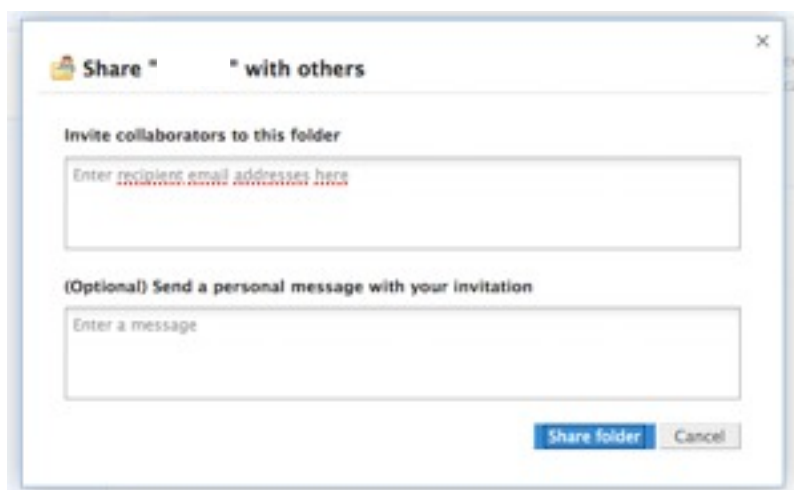 Share " " with others
Invite collaborators to this folder
Enter recipient email addresses here
(Optional) Send a personal message with your invitation
Enter a message
Share folder Cancel